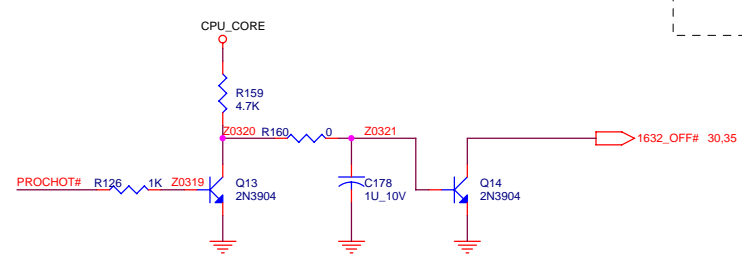 CPU_CORE
R159
4.7K
Z0320 R160 0 Z0321
1632_OFF# 30,35
PROCHOT# R126 1K Z0319
Q13
2N3904
C178
1U_10V
Q14
2N3904